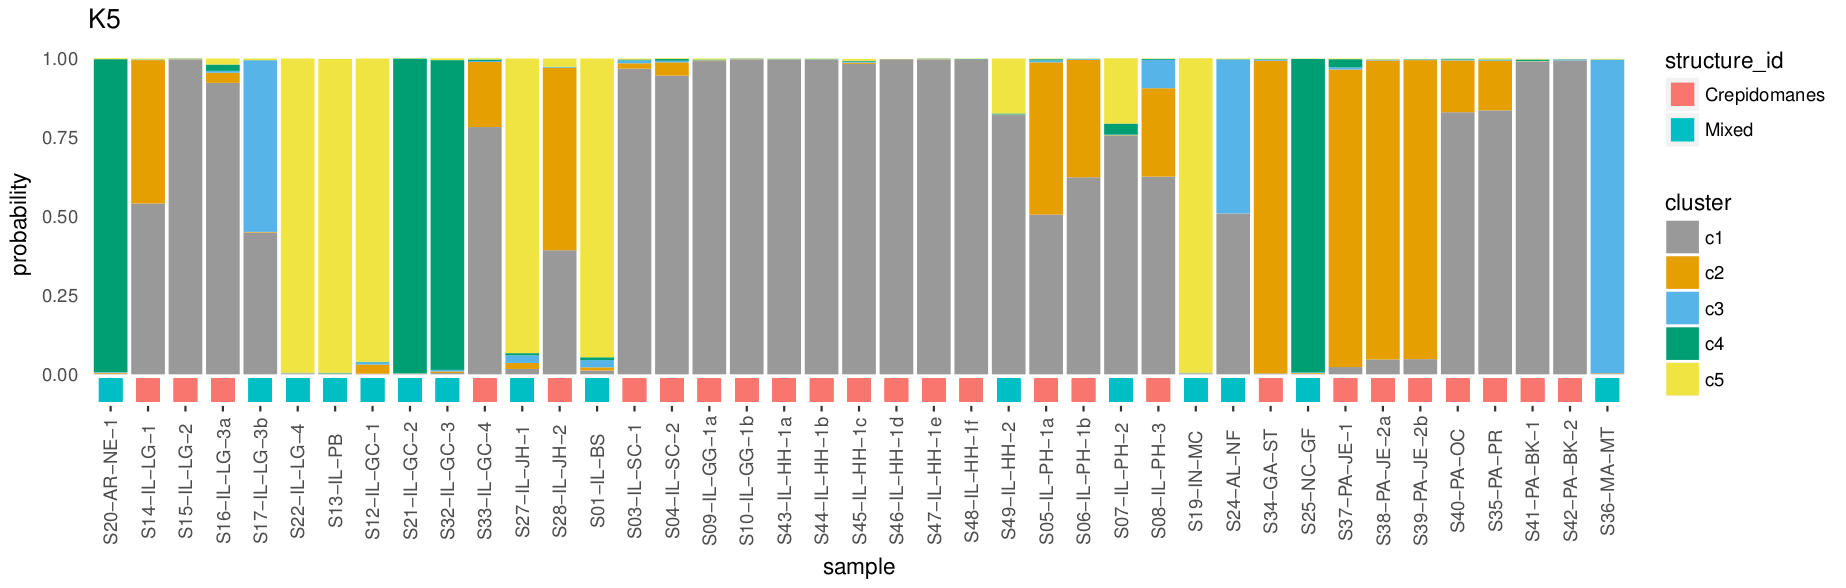 K5
1.00
0.75
0.50
0.25
0.00
probability
S20−AR−NE−1
S14−IL−LG−1
S15−IL−LG−2
S16−IL−LG−3a
S17−IL−LG−3b
S22−IL−LG−4
S13−IL−PB
S12−IL−GC−1
S21−IL−GC−2
S32−IL−GC−3
S33−IL−GC−4
S27−IL−JH−1
S28−IL−JH−2
S01−IL−BS
S03−IL−SC−1
S04−IL−SC−2
S09−IL−GG−1a
S10−IL−GG−1b
S43−IL−HH−1a
S44−IL−HH−1b
S45−IL−HH−1c
S46−IL−HH−1d
S47−IL−HH−1e
S48−IL−HH−1f
S49−IL−HH−2
S05−IL−PH−1a
S06−IL−PH−1b
S07−IL−PH−2
S08−IL−PH−3
S19−IN−MC
S24−AL−NF
S34−GA−ST
S25−NC−GF
S37−PA−JE−1
S38−PA−JE−2a
S39−PA−JE−2b
S40−PA−OC
S35−PA−PR
S41−PA−BK−1
S42−PA−BK−2
S36−MA−MT
sample
structure_id
Crepidomanes
Mixed
cluster
c1
c2
c3
c4
c5